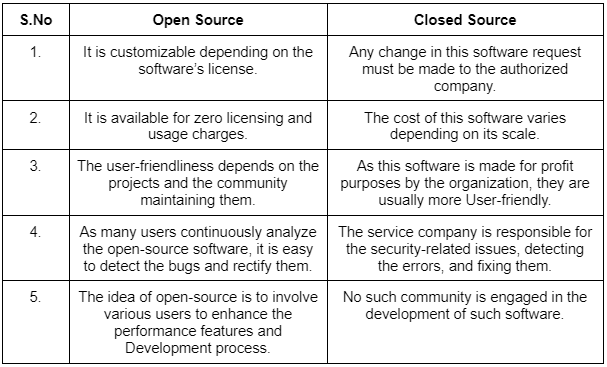 S.No Open Source Closed Source
1. It is customizable depending on the
software's license.
Any change in this software request
must be made to the authorized
company.
2. It is available for zero licensing and
usage charges.
The cost of this software varies
depending on its scale.
3. The user-friendliness depends on the
projects and the community
maintaining them.
As this software is made for profit
purposes by the organization, they are
usually more User-friendly.
4. As many users continuously analyze
the open-source software, it is easy
to detect the bugs and rectify them.
The service company is responsible for
the security-related issues, detecting
the errors, and fixing them.
5. The idea of open-source is to involve
various users to enhance the
performance features and
Development process.
No such community is engaged in the
development of such software.